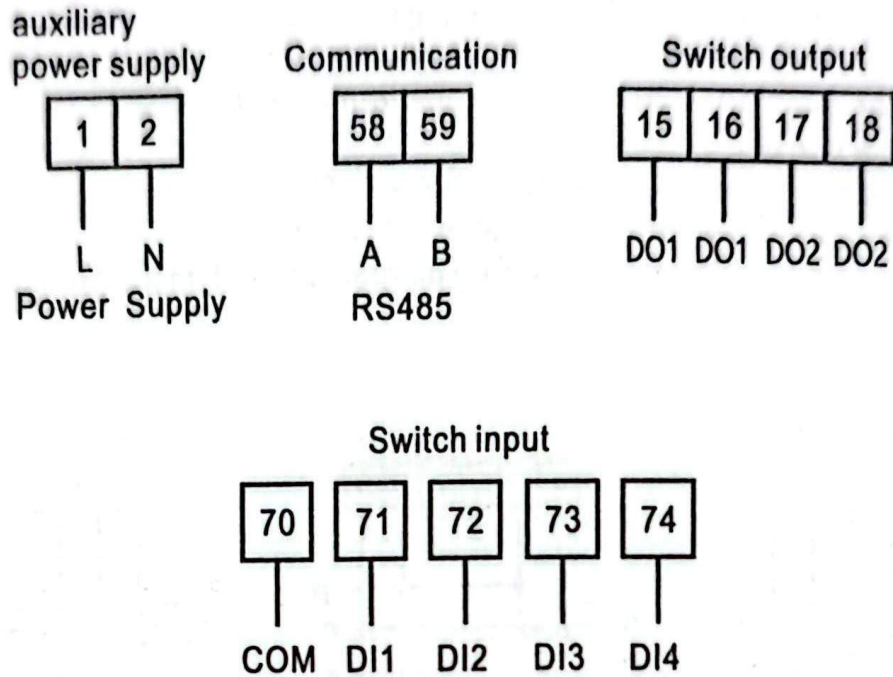 auxiliary
power supply
Communication
Switch output
1 2
58 59
15 16 17 18
L N
A B
DO1 DO1 DO2 DO2
Power Supply
RS485
Switch input
70 71 72 73 74
COM DI1 DI2 DI3 DI4